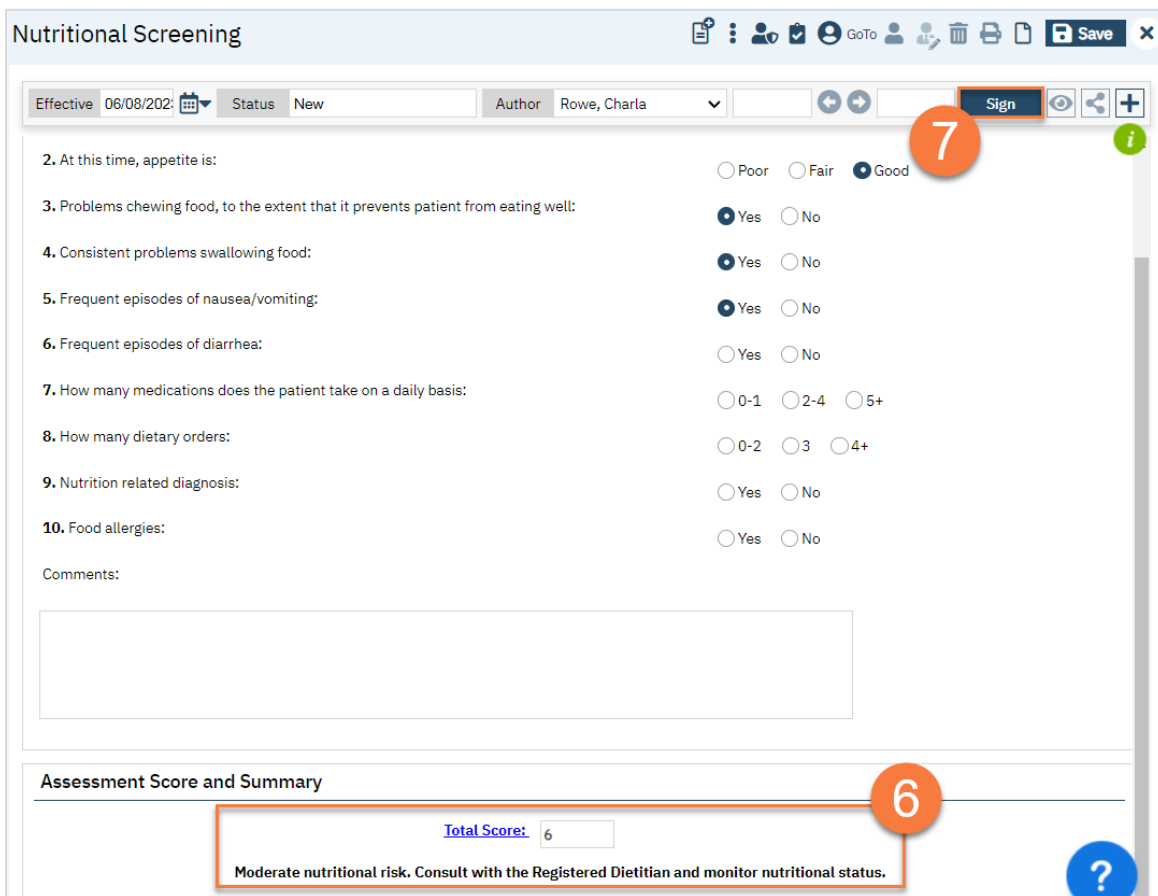 Nutritional Screening
GoTo
Save
Effective 06/08/202 Status New Author Rowe, Charla Sign
7
2. At this time, appetite is: Poor Fair Good
3. Problems chewing food, to the extent that it prevents patient from eating well: Yes No
4. Consistent problems swallowing food: Yes No
5. Frequent episodes of nausea/vomiting: Yes No
6. Frequent episodes of diarrhea: Yes No
7. How many medications does the patient take on a daily basis: 0-1 2-4 5+
8. How many dietary orders: 0-2 3 4+
9. Nutrition related diagnosis: Yes No
10. Food allergies: Yes No
Comments:
Assessment Score and Summary
6
Total Score: 6
Moderate nutritional risk. Consult with the Registered Dietitian and monitor nutritional status.
?